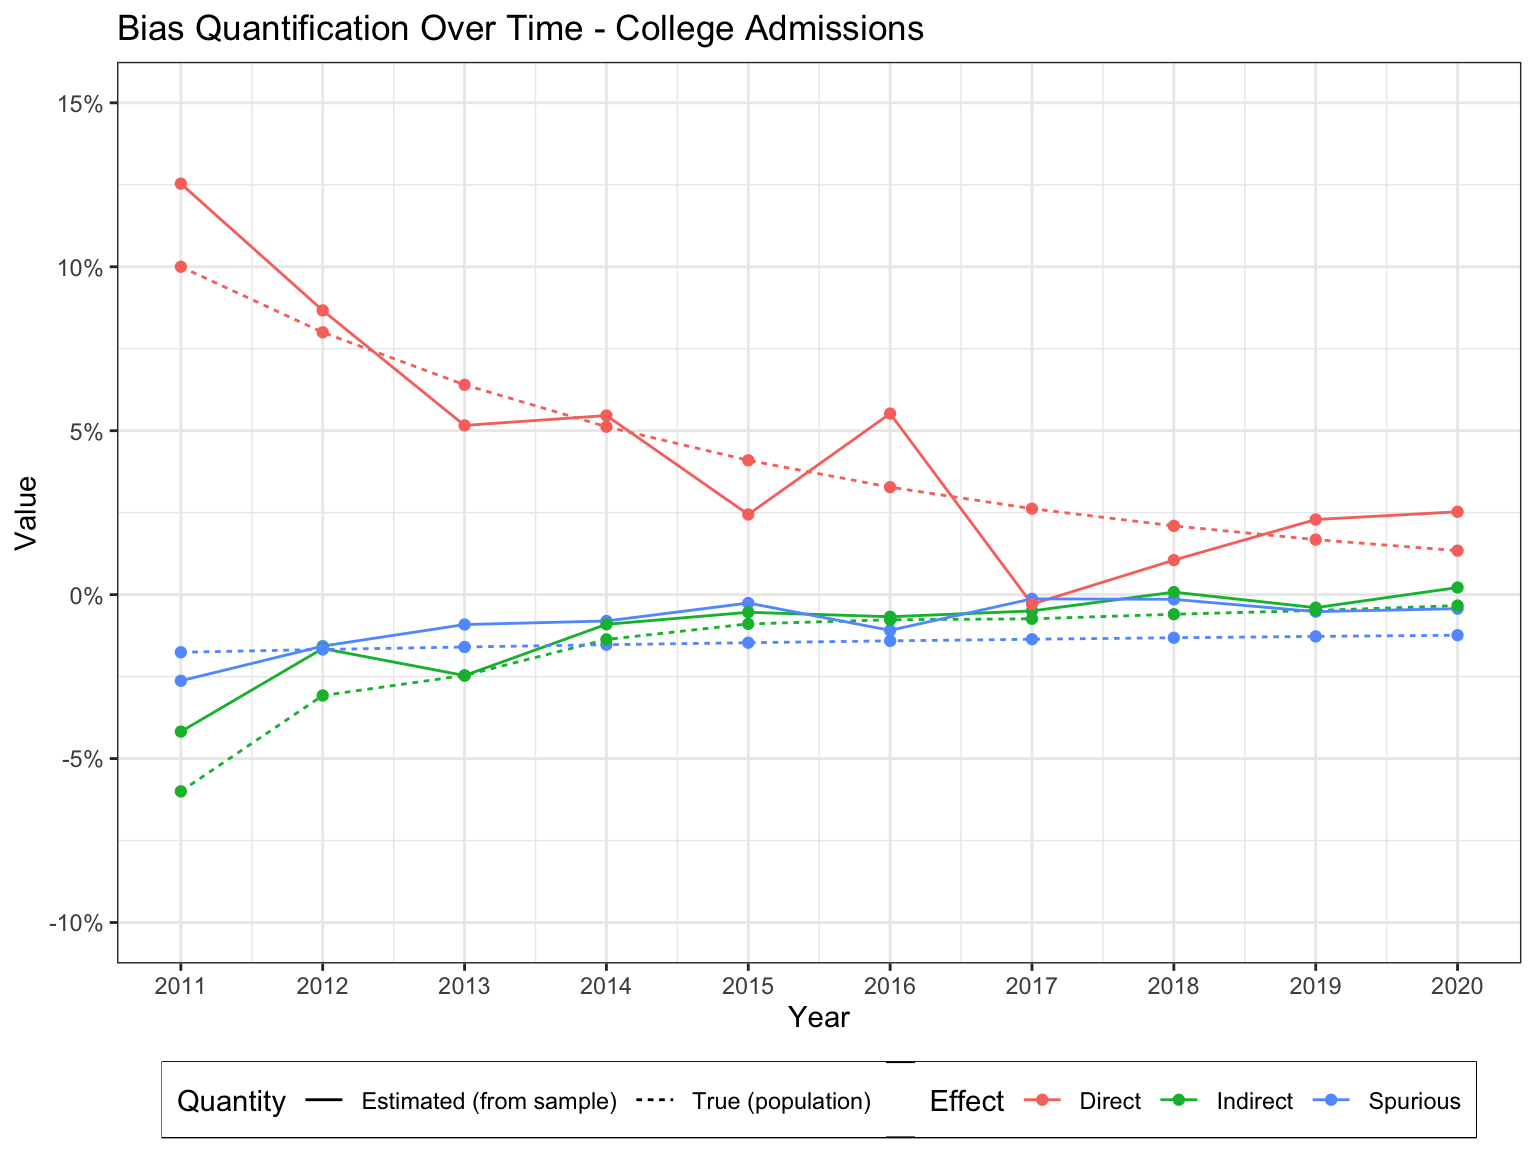 Bias Quantification Over Time - College Admissions
Value
15%
10%
5%
0%
-5%
-10%
2011 2012 2013 2014 2015 2016 2017 2018 2019 2020
Year
Quantity Estimated (from sample) True (population) Effect Direct Indirect Spurious